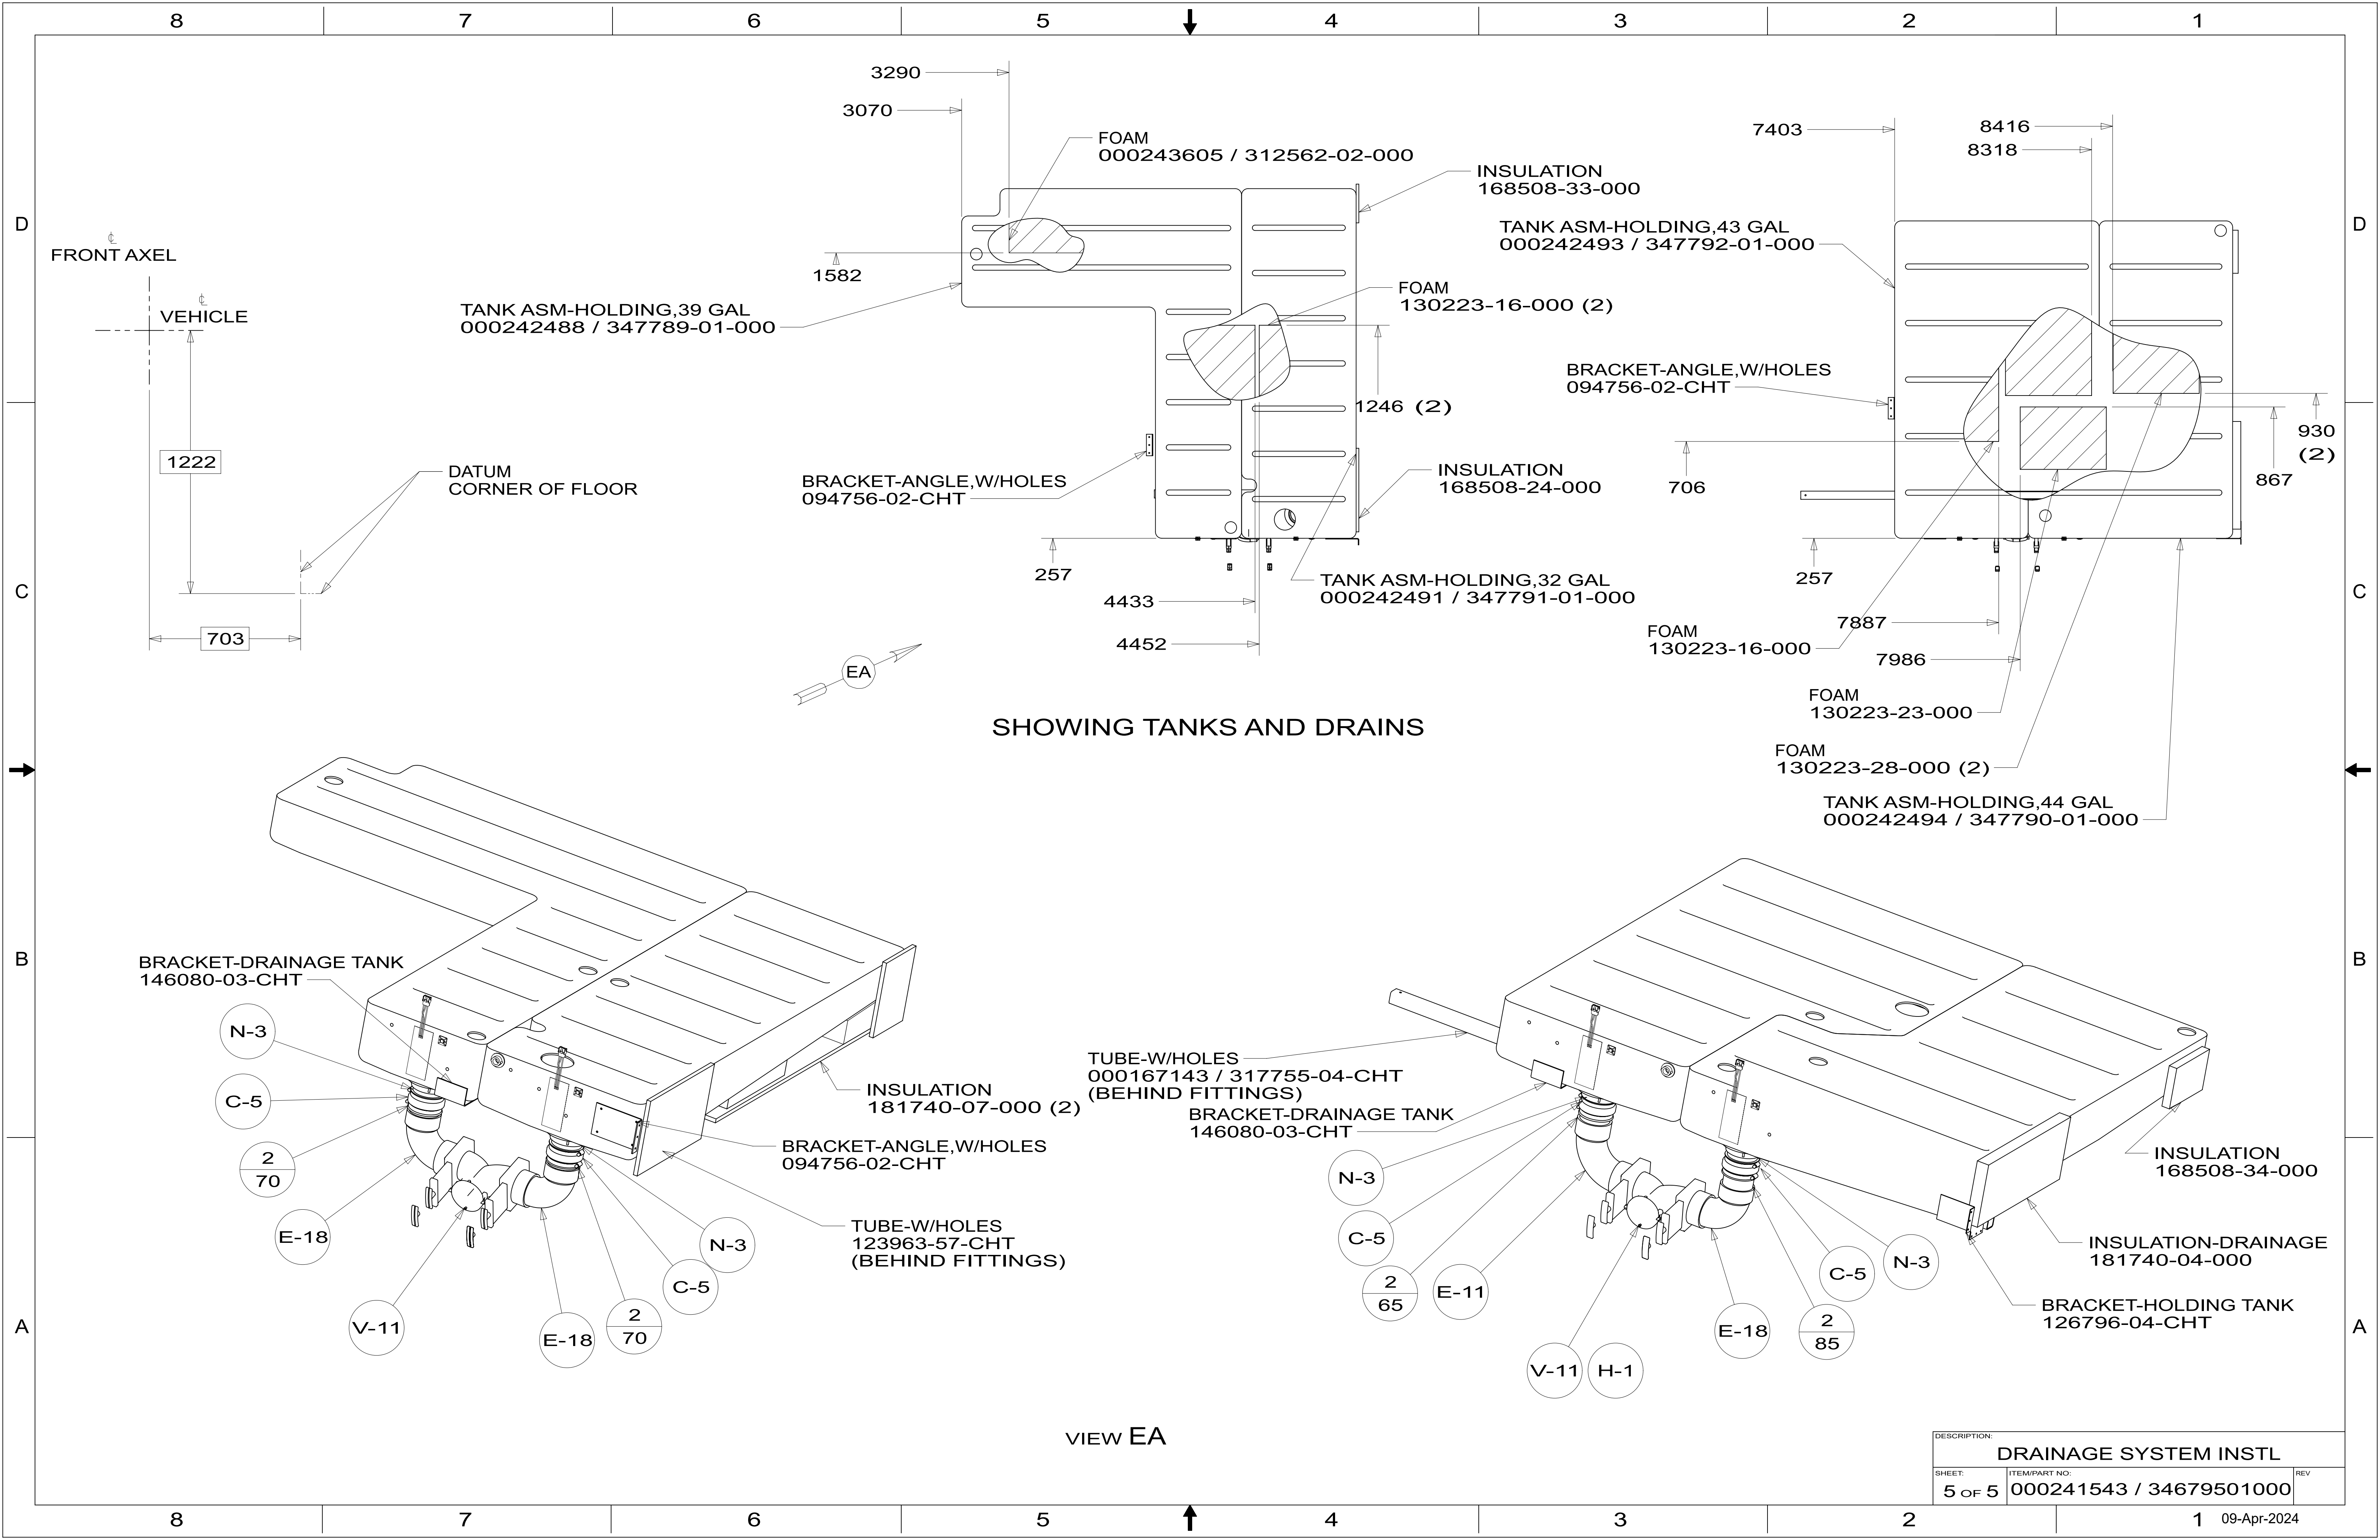 8 7 6 5 4 3 2 1
D
C
B
A
D
C
B
A
℄
FRONT AXEL
℄
VEHICLE
1222
703
DATUM
CORNER OF FLOOR
3290
3070
FOAM
000243605 / 312562-02-000
INSULATION
168508-33-000
1582
TANK ASM-HOLDING,39 GAL
000242488 / 347789-01-000
FOAM
130223-16-000 (2)
1246 (2)
BRACKET-ANGLE,W/HOLES
094756-02-CHT
INSULATION
168508-24-000
257
TANK ASM-HOLDING,32 GAL
000242491 / 347791-01-000
4433
4452
7403
8416
8318
TANK ASM-HOLDING,43 GAL
000242493 / 347792-01-000
BRACKET-ANGLE,W/HOLES
094756-02-CHT
930
(2)
867
706
257
7887
FOAM
130223-16-000
7986
FOAM
130223-23-000
FOAM
130223-28-000 (2)
TANK ASM-HOLDING,44 GAL
000242494 / 347790-01-000
EA
SHOWING TANKS AND DRAINS
BRACKET-DRAINAGE TANK
146080-03-CHT
N-3
C-5
2
70
E-18
V-11
E-18
2
70
C-5
N-3
INSULATION
181740-07-000 (2)
BRACKET-ANGLE,W/HOLES
094756-02-CHT
TUBE-W/HOLES
123963-57-CHT
(BEHIND FITTINGS)
TUBE-W/HOLES
000167143 / 317755-04-CHT
(BEHIND FITTINGS)
BRACKET-DRAINAGE TANK
146080-03-CHT
N-3
C-5
2
65
E-11
V-11
H-1
E-18
2
85
C-5
N-3
INSULATION
168508-34-000
INSULATION-DRAINAGE
181740-04-000
BRACKET-HOLDING TANK
126796-04-CHT
VIEW EA
DESCRIPTION:
DRAINAGE SYSTEM INSTL
SHEET:
5 OF 5
ITEM/PART NO:
000241543 / 34679501000
REV
8 7 6 5 4 3 2 1
09-Apr-2024